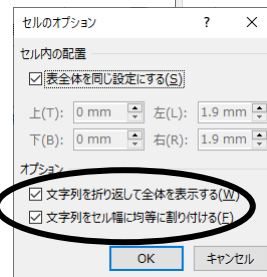 セルのオプション ? ×
セル内の配置
表全体を同じ設定にする(S)
上(T): 0 mm 左(L): 1.9 mm
下(B): 0 mm 右(R): 1.9 mm
オプション
文字列を折り返して全体を表示する(W)
文字列をセル幅に均等に割り付ける(F)
OK キャンセル